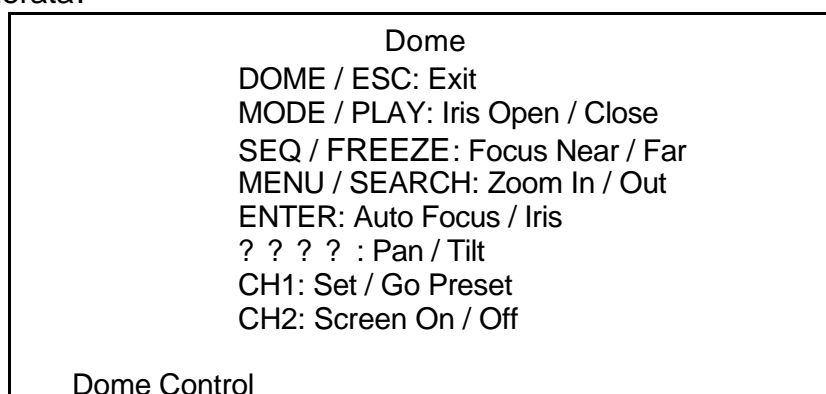 Dome
DOME / ESC: Exit
MODE / PLAY: Iris Open / Close
SEQ / FREEZE: Focus Near / Far
MENU / SEARCH: Zoom In / Out
ENTER: Auto Focus / Iris
? ? ? ? : Pan / Tilt
CH1: Set / Go Preset
CH2: Screen On / Off
Dome Control